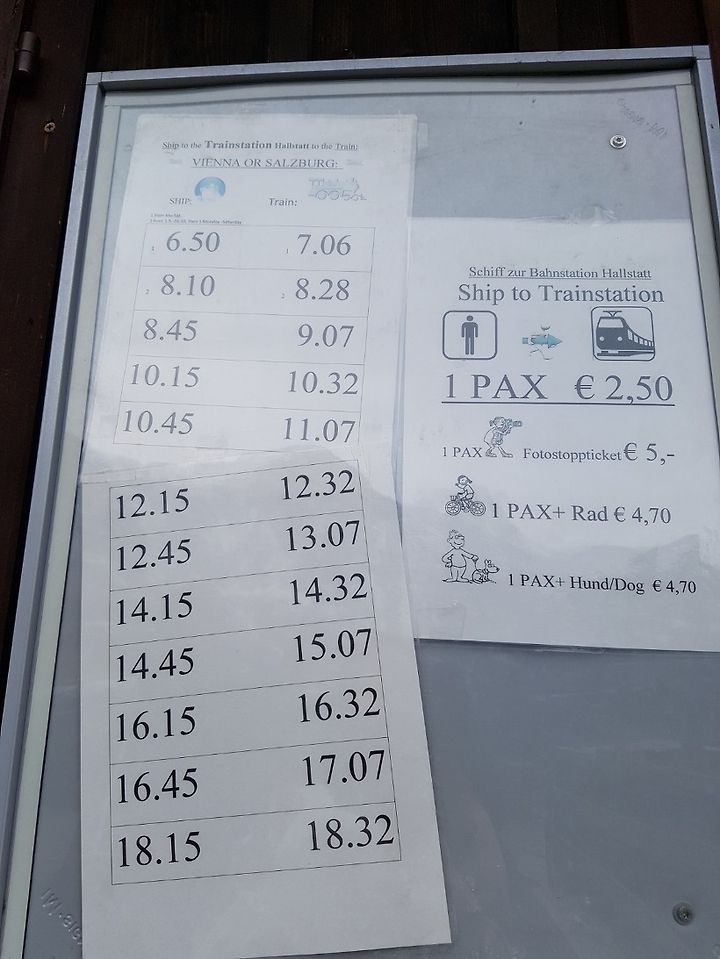 Ship to the Trainstation Hallstatt to the Train:
VIENNA OR SALZBURG:
SHIP: Train:
1 6.50 1 7.06
2 8.10 2 8.28
8.45 9.07
10.15 10.32
10.45 11.07
12.15 12.32
12.45 13.07
14.15 14.32
14.45 15.07
16.15 16.32
16.45 17.07
18.15 18.32
Schiff zur Bahnstation Hallstatt
Ship to Trainstation
1 PAX € 2,50
1 PAX Fotostoppticket € 5,-
1 PAX+ Rad € 4,70
1 PAX+ Hund/Dog € 4,70